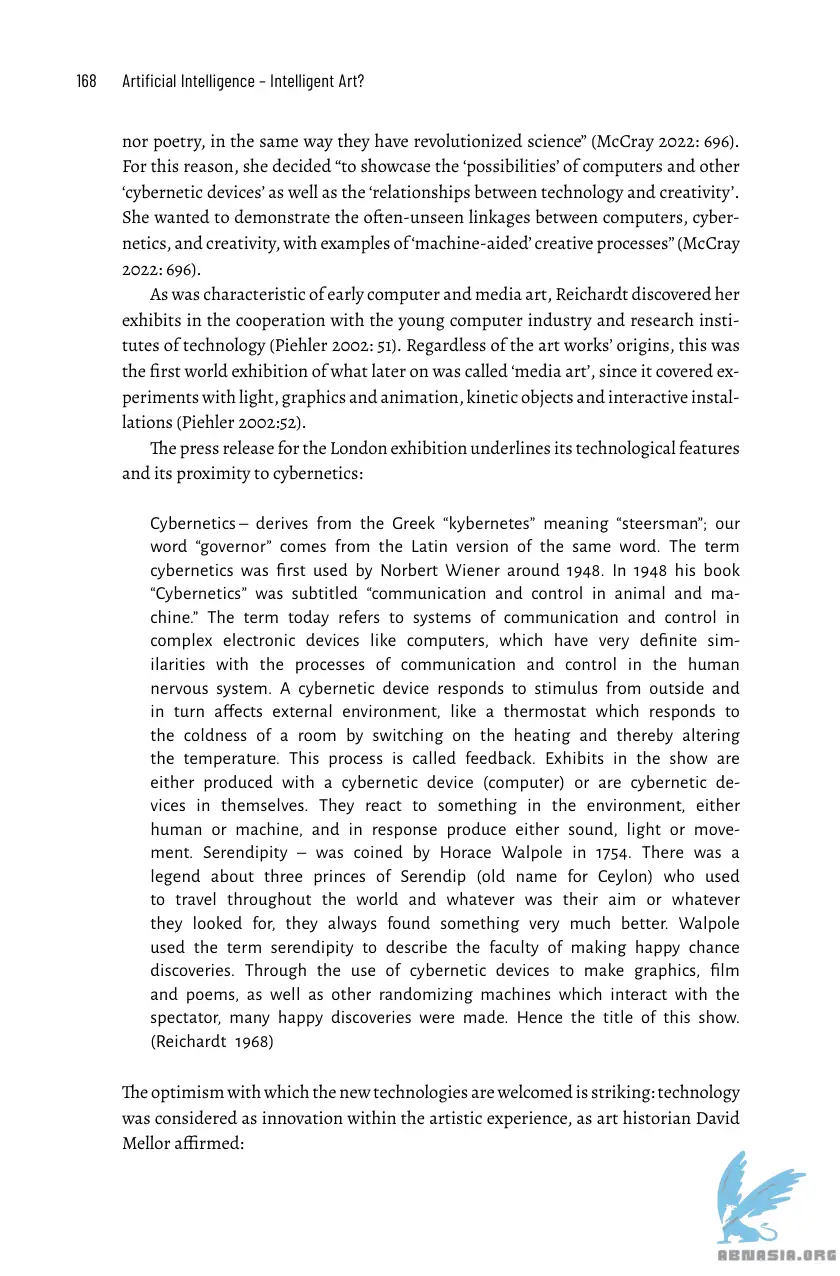 168 Artificial Intelligence – Intelligent Art?
nor poetry, in the same way they have revolutionized science” (McCray 2022: 696).
For this reason, she decided “to showcase the ‘possibilities’ of computers and other
‘cybernetic devices’ as well as the ‘relationships between technology and creativity’.
She wanted to demonstrate the often-unseen linkages between computers, cyber-
netics, and creativity, with examples of ‘machine-aided’ creative processes” (McCray
2022: 696).
As was characteristic of early computer and media art, Reichardt discovered her
exhibits in the cooperation with the young computer industry and research insti-
tutes of technology (Piehler 2002: 51). Regardless of the art works’ origins, this was
the first world exhibition of what later on was called ‘media art’, since it covered ex-
periments with light, graphics and animation, kinetic objects and interactive instal-
lations (Piehler 2002:52).
The press release for the London exhibition underlines its technological features
and its proximity to cybernetics:
Cybernetics – derives from the Greek “kybernetes” meaning “steersman”; our
word “governor” comes from the Latin version of the same word. The term
cybernetics was first used by Norbert Wiener around 1948. In 1948 his book
“Cybernetics” was subtitled “communication and control in animal and ma-
chine.” The term today refers to systems of communication and control in
complex electronic devices like computers, which have very definite sim-
ilarities with the processes of communication and control in the human
nervous system. A cybernetic device responds to stimulus from outside and
in turn affects external environment, like a thermostat which responds to
the coldness of a room by switching on the heating and thereby altering
the temperature. This process is called feedback. Exhibits in the show are
either produced with a cybernetic device (computer) or are cybernetic de-
vices in themselves. They react to something in the environment, either
human or machine, and in response produce either sound, light or move-
ment. Serendipity – was coined by Horace Walpole in 1754. There was a
legend about three princes of Serendip (old name for Ceylon) who used
to travel throughout the world and whatever was their aim or whatever
they looked for, they always found something very much better. Walpole
used the term serendipity to describe the faculty of making happy chance
discoveries. Through the use of cybernetic devices to make graphics, film
and poems, as well as other randomizing machines which interact with the
spectator, many happy discoveries were made. Hence the title of this show.
(Reichardt 1968)
The optimism with which the new technologies are welcomed is striking: technology
was considered as innovation within the artistic experience, as art historian David
Mellor affirmed:
ABNASIA.ORG